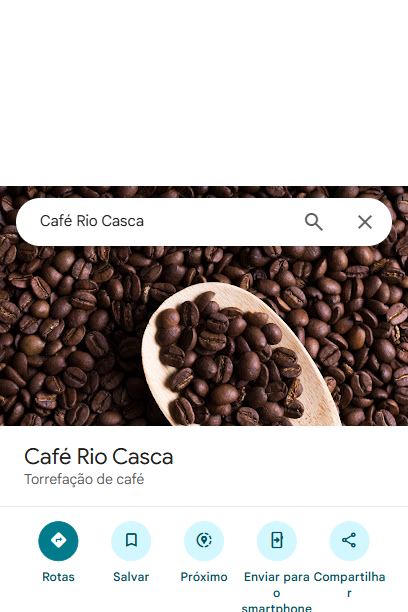 Café Rio Casca
Café Rio Casca
Torrefação de café
Rotas
Salvar
Próximo
Enviar para o
smartphone
Compartilhar